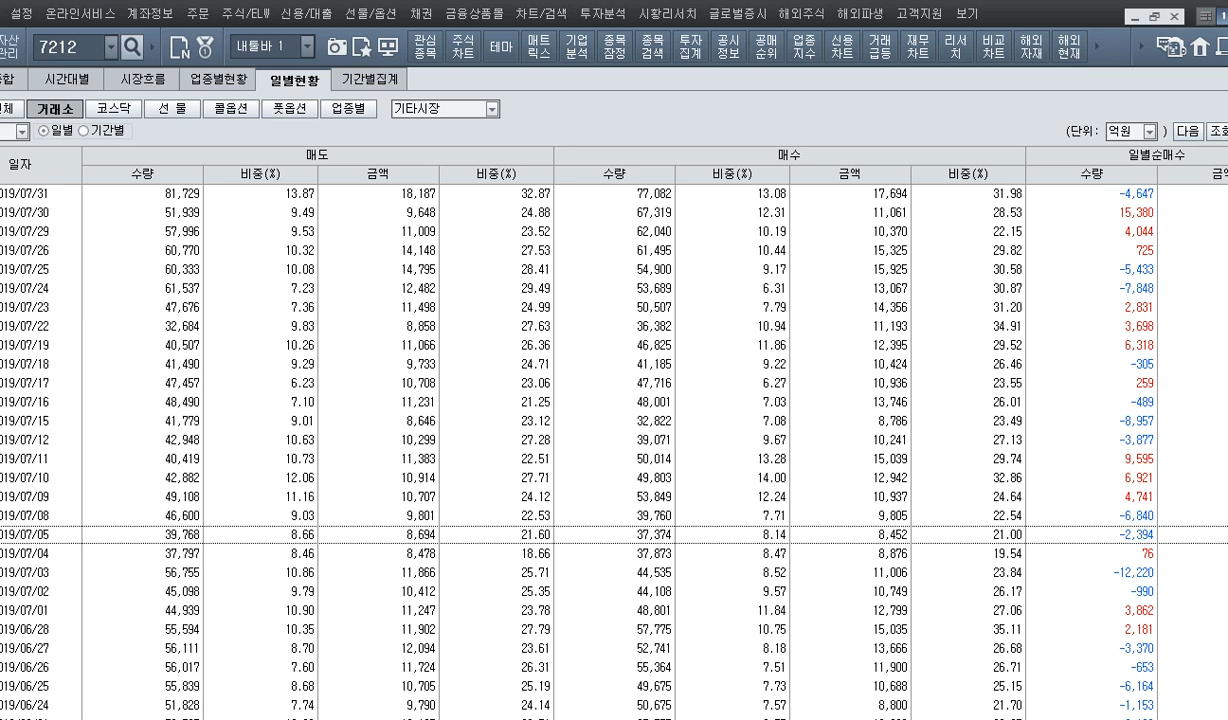 설정 온라인서비스 계좌정보 주문 주식/ELW 신용/대출 선물/옵션 채권 금융상품몰 차트/검색 투자분석 시황리서치 글로벌증시 해외주식 해외파생 고객지원 보기
자산관리 7212 내툴바 1 관심종목 주식차트 테마 매트릭스 기업분석 종목잠정 종목검색 투자집계 공시정보 공매순위 업종지수 신용차트 거래급등 재무차트 리서치 비교차트 해외자재 해외현재
종합 시간대별 시장흐름 업종별현황 일별현황 기간별집계
전체 거래소 코스닥 선 물 콜옵션 풋옵션 업종별 기타시장
일별 기간별 (단위: 억원 ) 다음 조회
일자 매도 매수 일별순매수
수량 비중(%) 금액 비중(%) 수량 비중(%) 금액 비중(%) 수량 금액
019/07/31 81,729 13.87 18,187 32.87 77,082 13.08 17,694 31.98 -4,647
019/07/30 51,939 9.49 9,648 24.88 67,319 12.31 11,061 28.53 15,380
019/07/29 57,996 9.53 11,009 23.52 62,040 10.19 10,370 22.15 4,044
019/07/26 60,770 10.32 14,148 27.53 61,495 10.44 15,325 29.82 725
019/07/25 60,333 10.08 14,795 28.41 54,900 9.17 15,925 30.58 -5,433
019/07/24 61,537 7.23 12,482 29.49 53,689 6.31 13,067 30.87 -7,848
019/07/23 47,676 7.36 11,498 24.99 50,507 7.79 14,356 31.20 2,831
019/07/22 32,684 9.83 8,858 27.63 36,382 10.94 11,193 34.91 3,698
019/07/19 40,507 10.26 11,066 26.36 46,825 11.86 12,395 29.52 6,318
019/07/18 41,490 9.29 9,733 24.71 41,185 9.22 10,424 26.46 -305
019/07/17 47,457 6.23 10,708 23.06 47,716 6.27 10,936 23.55 259
019/07/16 48,490 7.10 11,231 21.25 48,001 7.03 13,746 26.01 -489
019/07/15 41,779 9.01 8,646 23.12 32,822 7.08 8,786 23.49 -8,957
019/07/12 42,948 10.63 10,299 27.28 39,071 9.67 10,241 27.13 -3,877
019/07/11 40,419 10.73 11,383 22.51 50,014 13.28 15,039 29.74 9,595
019/07/10 42,882 12.06 10,914 27.71 49,803 14.00 12,942 32.86 6,921
019/07/09 49,108 11.16 10,707 24.12 53,849 12.24 10,937 24.64 4,741
019/07/08 46,600 9.03 9,801 22.53 39,760 7.71 9,805 22.54 -6,840
019/07/05 39,768 8.66 8,694 21.60 37,374 8.14 8,452 21.00 -2,394
019/07/04 37,797 8.46 8,478 18.66 37,873 8.47 8,876 19.54 76
019/07/03 56,755 10.86 11,866 25.71 44,535 8.52 11,006 23.84 -12,220
019/07/02 45,098 9.79 10,412 25.35 44,108 9.57 10,749 26.17 -990
019/07/01 44,939 10.90 11,247 23.78 48,801 11.84 12,799 27.06 3,862
019/06/28 55,594 10.35 11,902 27.79 57,775 10.75 15,035 35.11 2,181
019/06/27 56,111 8.70 12,094 23.61 52,741 8.18 13,666 26.68 -3,370
019/06/26 56,017 7.60 11,724 26.31 55,364 7.51 11,900 26.71 -653
019/06/25 55,839 8.68 10,705 25.19 49,675 7.73 10,688 25.15 -6,164
019/06/24 51,828 7.74 9,790 24.14 50,675 7.57 8,800 21.70 -1,153